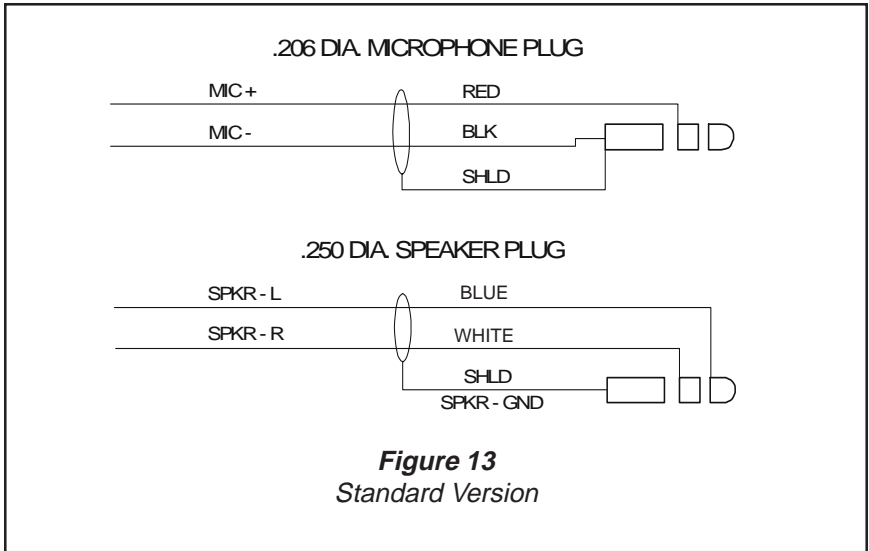 .206 DIA. MICROPHONE PLUG
MIC + RED
MIC - BLK
SHLD
.250 DIA. SPEAKER PLUG
SPKR - L BLUE
SPKR - R WHITE
SHLD
SPKR - GND
Figure 13
Standard Version